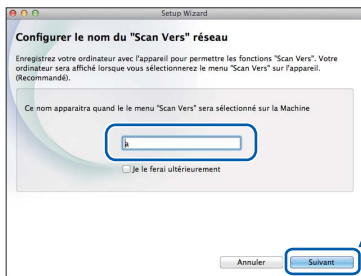 Setup Wizard
Configurer le nom du "Scan Vers" réseau
Enregistrez votre ordinateur avec l'appareil pour permettre les fonctions "Scan Vers". Votre
ordinateur sera affiché lorsque vous sélectionnerez le menu "Scan Vers" sur l'appareil.
(Recommandé).
Ce nom apparaitra quand le le menu "Scan Vers" sera sélectionné sur la Machine
a
Je le ferai ultérieurement
Annuler
Suivant